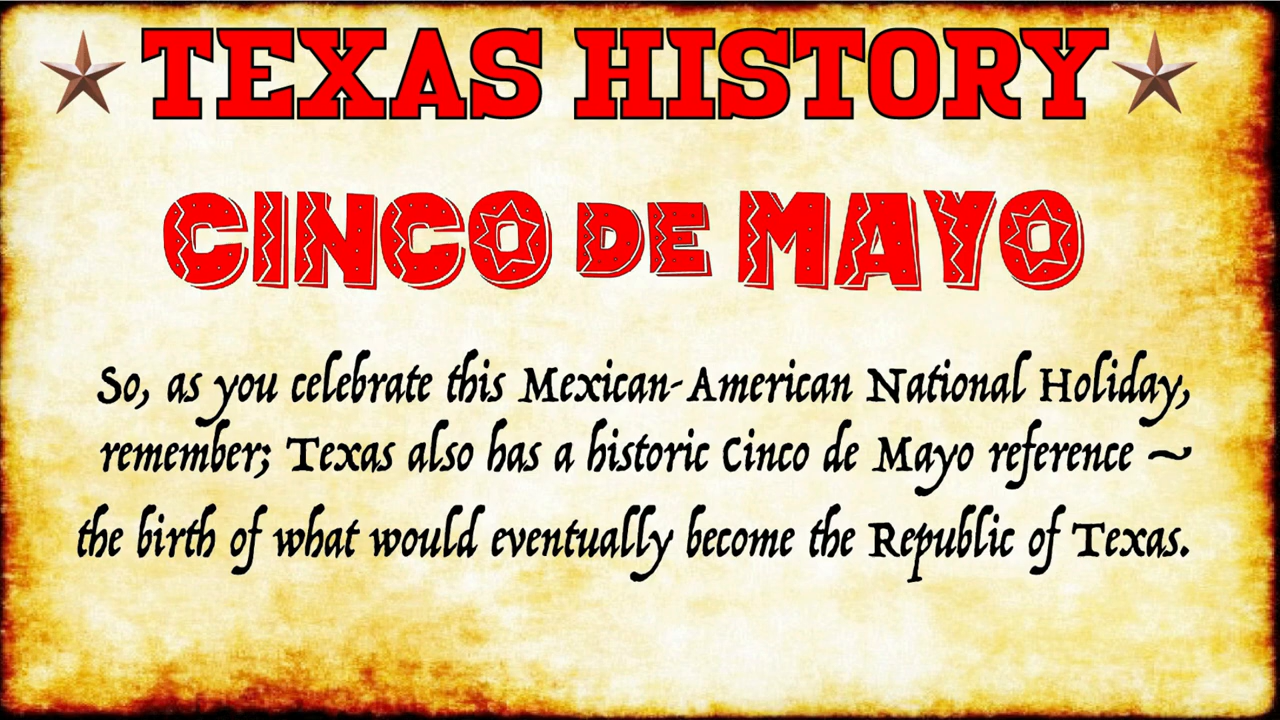 TEXAS HISTORY
CINCO DE MAYO
So, as you celebrate this Mexican-American National Holiday,
remember; Texas also has a historic Cinco de Mayo reference ~
the birth of what would eventually become the Republic of Texas.